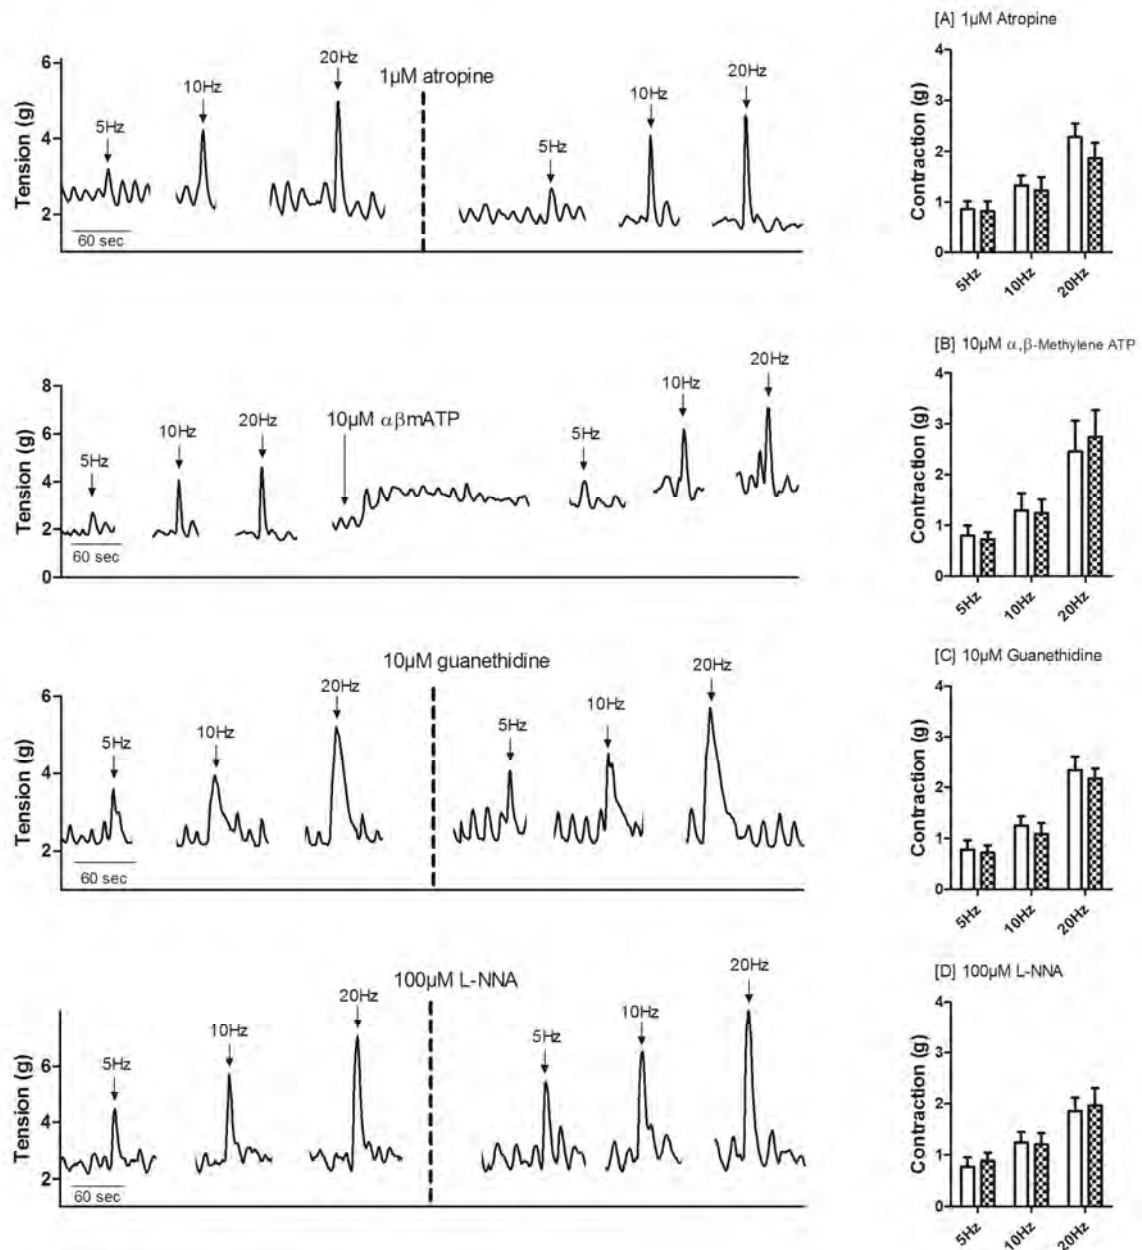 [A] 1µM Atropine
Tension (g)
6
4
2
5Hz
10Hz
20Hz
1µM atropine
5Hz
10Hz
20Hz
60 sec
Contraction (g)
4
3
2
1
0
5Hz
10Hz
20Hz
[B] 10µM α,β-Methylene ATP
Tension (g)
8
6
4
2
0
5Hz
10Hz
20Hz
10µM αβmATP
5Hz
10Hz
20Hz
60 sec
Contraction (g)
4
3
2
1
0
5Hz
10Hz
20Hz
[C] 10µM Guanethidine
Tension (g)
6
4
2
5Hz
10Hz
20Hz
10µM guanethidine
5Hz
10Hz
20Hz
60 sec
Contraction (g)
4
3
2
1
0
5Hz
10Hz
20Hz
[D] 100µM L-NNA
Tension (g)
6
4
2
5Hz
10Hz
20Hz
100µM L-NNA
5Hz
10Hz
20Hz
60 sec
Contraction (g)
4
3
2
1
0
5Hz
10Hz
20Hz